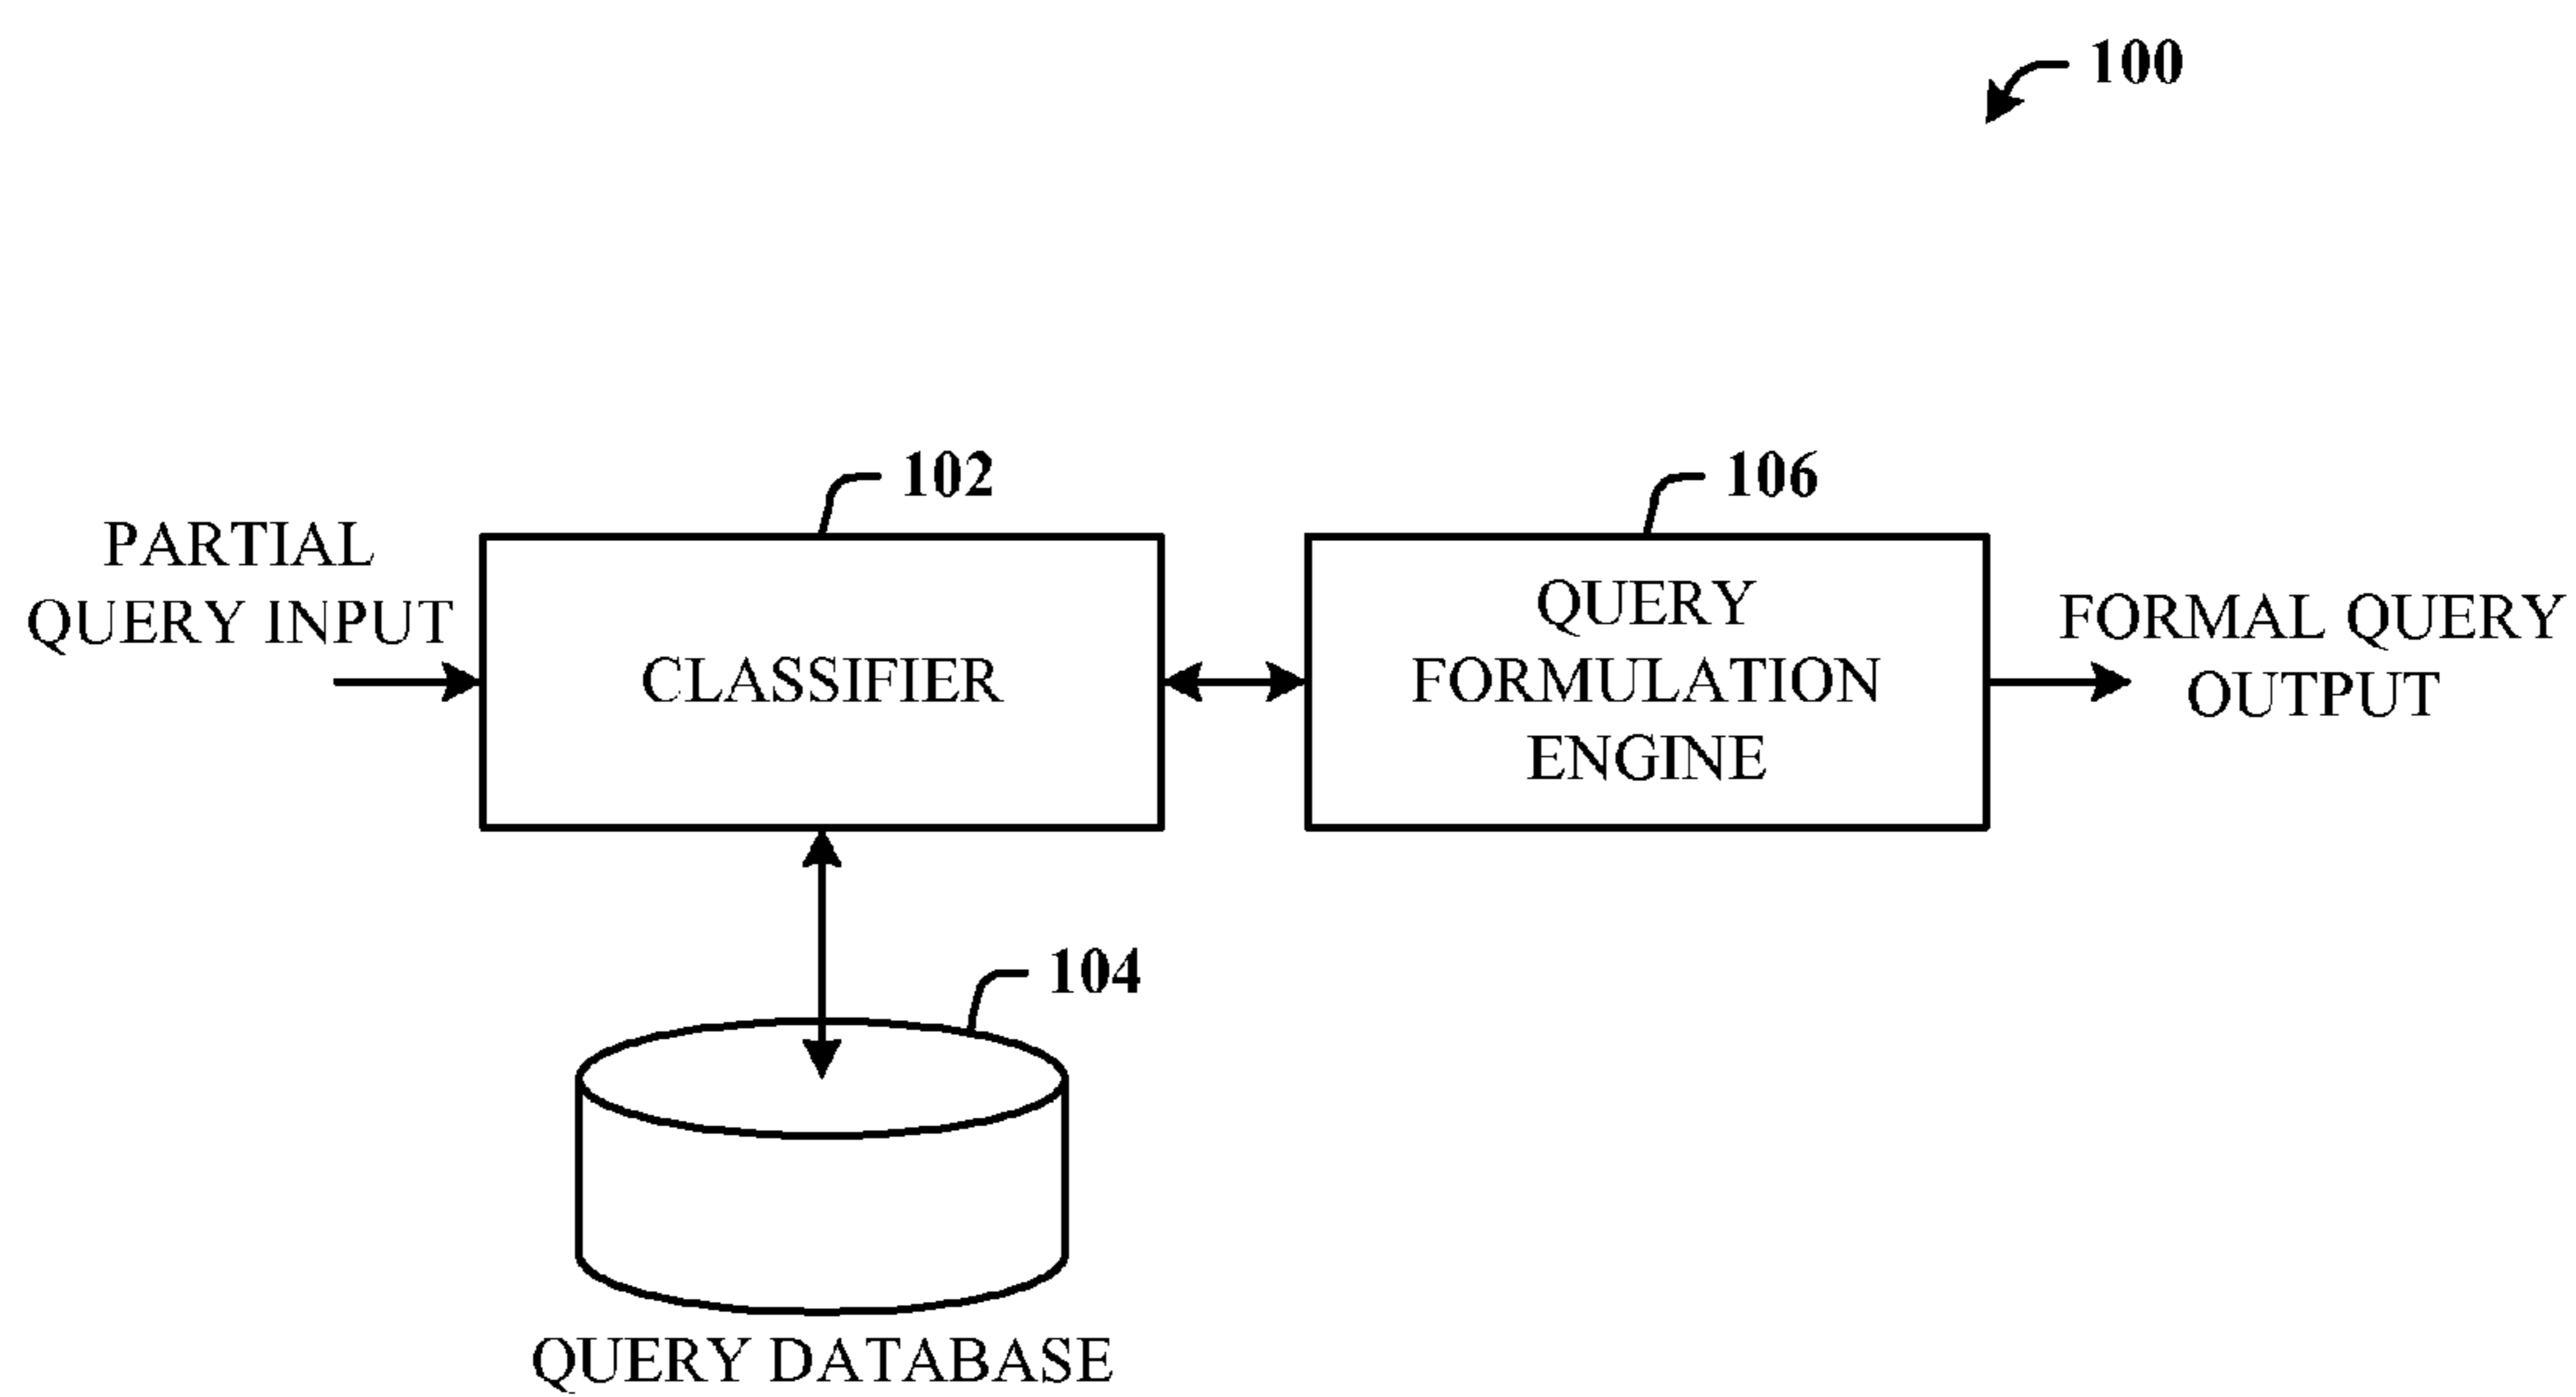 100
102
106
PARTIAL
QUERY INPUT
CLASSIFIER
QUERY
FORMULATION
ENGINE
FORMAL QUERY
OUTPUT
104
QUERY DATABASE